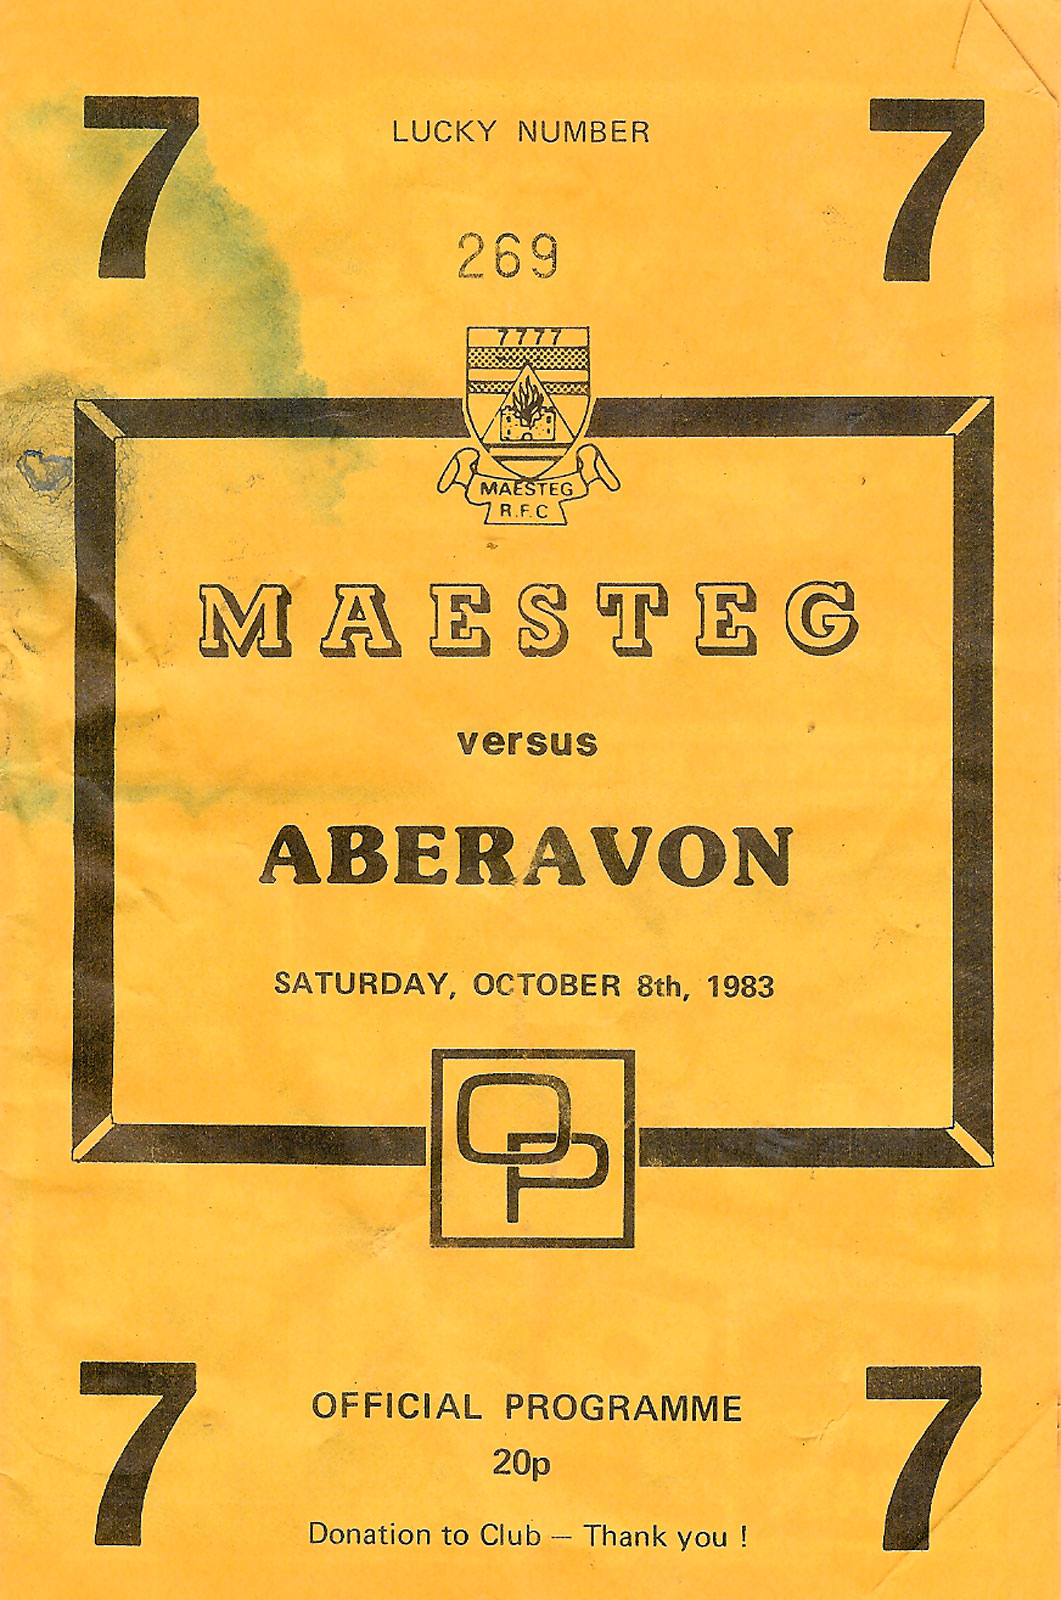 7 LUCKY NUMBER 7
269
7777
MAESTEG
R.F.C
MAESTEG
versus
ABERAVON
SATURDAY, OCTOBER 8th, 1983
OP
7 7
OFFICIAL PROGRAMME
20p
Donation to Club — Thank you !